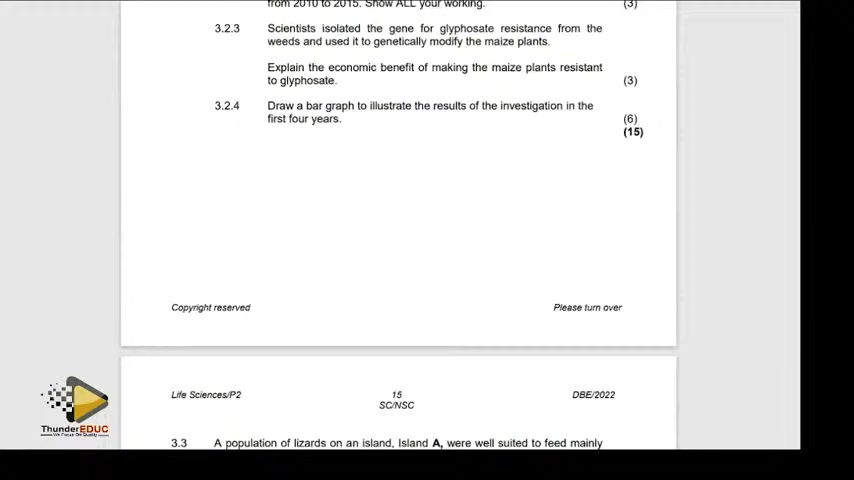 from 2010 to 2015. Show ALL your working. (3)
3.2.3 Scientists isolated the gene for glyphosate resistance from the
weeds and used it to genetically modify the maize plants.
Explain the economic benefit of making the maize plants resistant
to glyphosate. (3)
3.2.4 Draw a bar graph to illustrate the results of the investigation in the
first four years. (6)
(15)
Copyright reserved Please turn over
Life Sciences/P2 15 DBE/2022
SC/NSC
ThunderEDUC
We Focus On Quality
3.3 A population of lizards on an island, Island A, were well suited to feed mainly